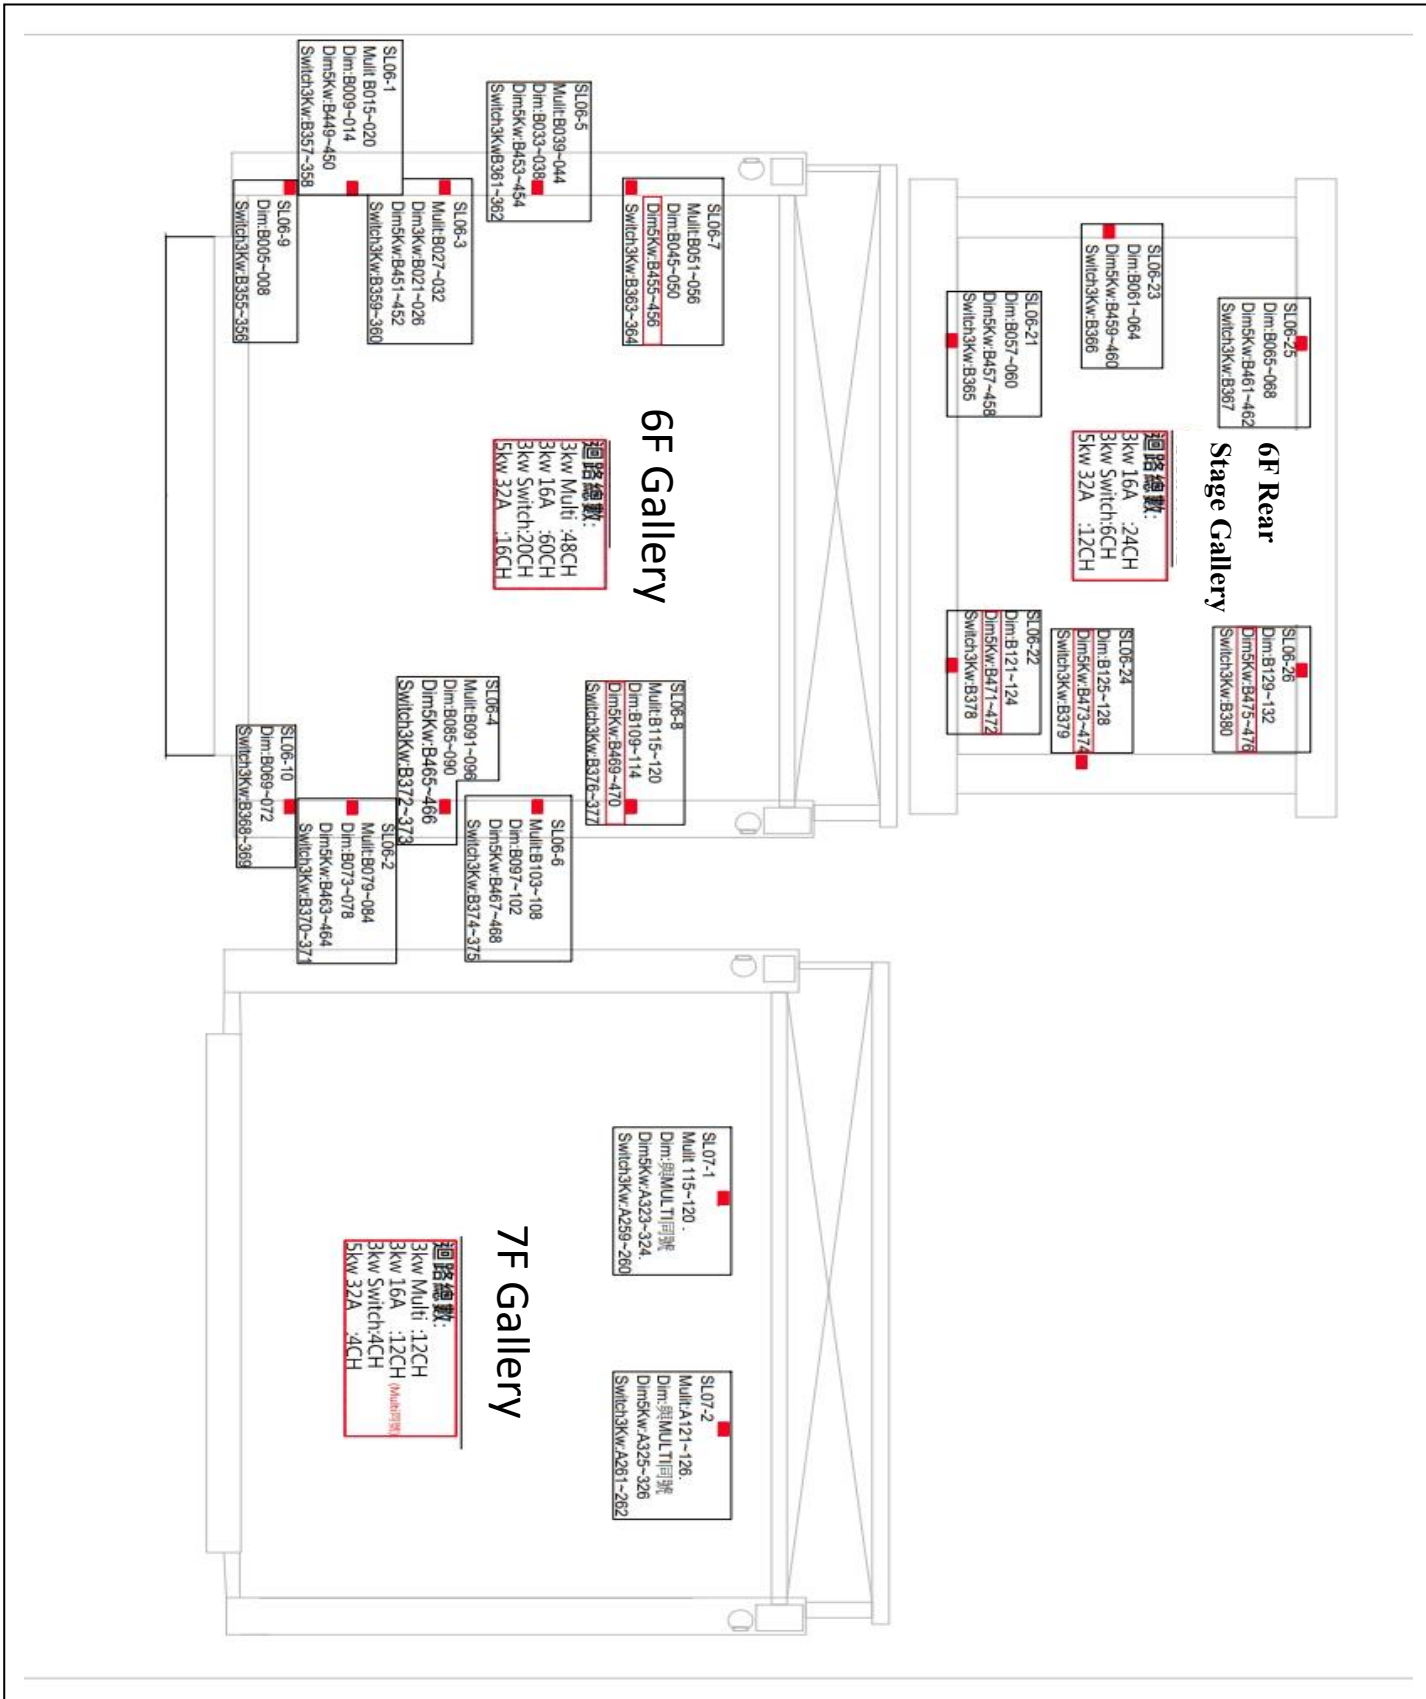 SL06-1
Mulit B015~020
Dim:B009~014
Dim5Kw:B449~450
Switch3Kw:B357~358
SL06-5
Mulit:B039~044
Dim:B033~038
Dim5Kw:B453~454
Switch3KwB361~362
SL06-9
Dim:B005~008
Switch3Kw:B355~356
SL06-3
Mulit:B027~032
Dim3Kw:B021~026
Dim5Kw:B451~452
Switch3Kw:B359~360
SL06-7
Mulit:B051~056
Dim:B045~050
Dim5Kw:B455~456
Switch3Kw:B363~364
6F Gallery
迴路總數:
3kw Multi :48CH
3kw 16A :60CH
3kw Switch:20CH
5kw 32A :16CH
SL06-10
Dim:B069~072
Switch3Kw:B368~369
SL06-2
Mulit:B079~084
Dim:B073~078
Dim5Kw:B463~464
Switch3Kw:B370~371
SL06-4
Mulit:B091~096
Dim:B085~090
Dim5Kw:B465~466
Switch3Kw:B372~373
SL06-6
Mulit:B103~108
Dim:B097~102
Dim5Kw:B467~468
Switch3Kw:B374~375
SL06-8
Mulit:B115~120
Dim:B109~114
Dim5Kw:B469~470
Switch3Kw:B376~377
SL06-23
Dim:B061~064
Dim5Kw:B459~460
Switch3Kw:B366
SL06-21
Dim:B057~060
Dim5Kw:B457~458
Switch3Kw:B365
SL06-25
Dim:B065~068
Dim5Kw:B461~462
Switch3Kw:B367
6F Rear
Stage Gallery
迴路總數:
3kw 16A :24CH
3kw Switch:6CH
5kw 32A :12CH
SL06-22
Dim:B121~124
Dim5Kw:B471~472
Switch3Kw:B378
SL06-24
Dim:B125~128
Dim5Kw:B473~474
Switch3Kw:B379
SL06-26
Dim:B129~132
Dim5Kw:B475~476
Switch3Kw:B380
SL07-1
Mulit 115~120 .
Dim:與MULTI同號
Dim5Kw:A323~324.
Switch3Kw:A259~260
7F Gallery
迴路總數:
3kw Multi :12CH
3kw 16A :12CH (Multi同號)
3kw Switch:4CH
5kw 32A :4CH
SL07-2
Mulit:A121~126.
Dim:與MULTI同號
Dim5Kw:A325~326
Switch3Kw:A261~262